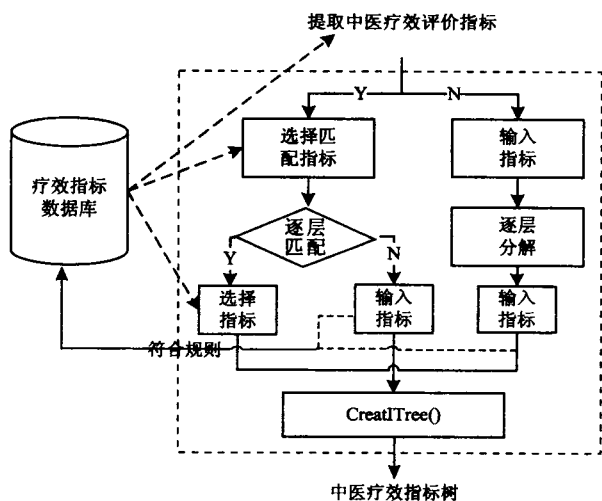 提取中医疗效评价指标
Y
N
选择匹
配指标
输入
指标
疗效指标
数据库
逐层
匹配
逐层
分解
Y
N
选择
指标
输入
指标
输入
指标
符合规则
CreatITree()
中医疗效指标树